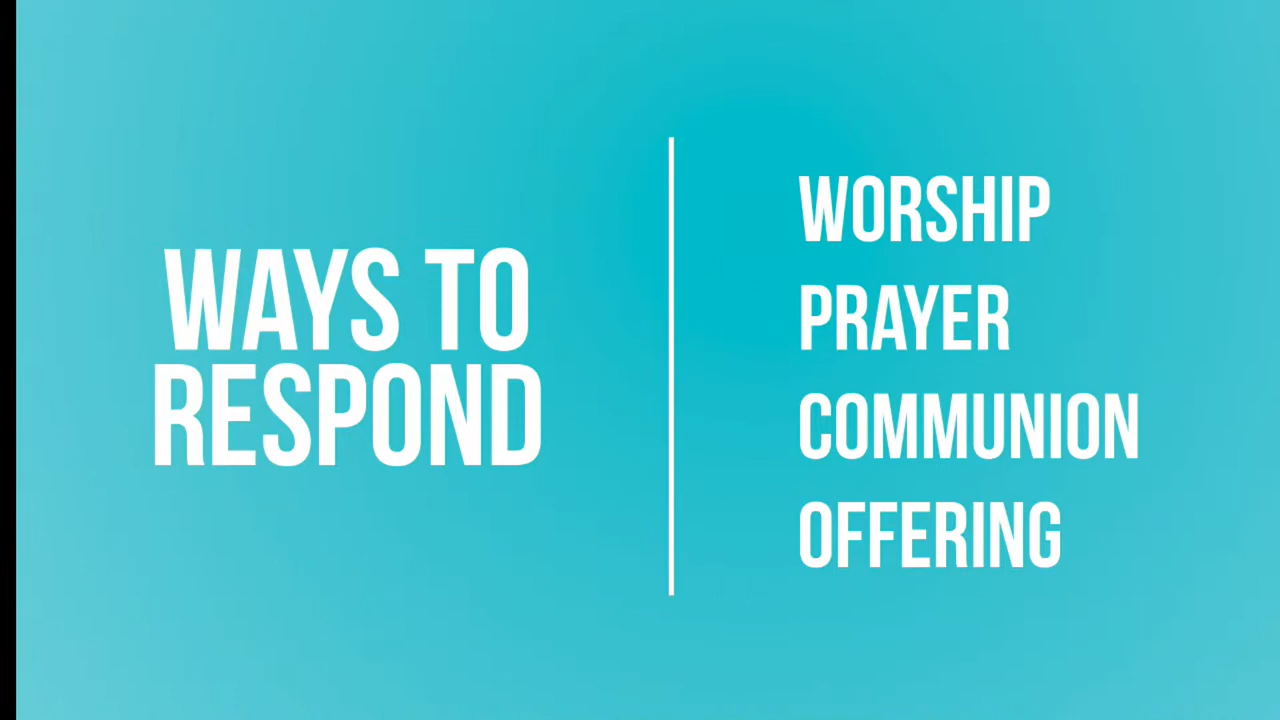 WAYS TO
RESPOND
WORSHIP
PRAYER
COMMUNION
OFFERING